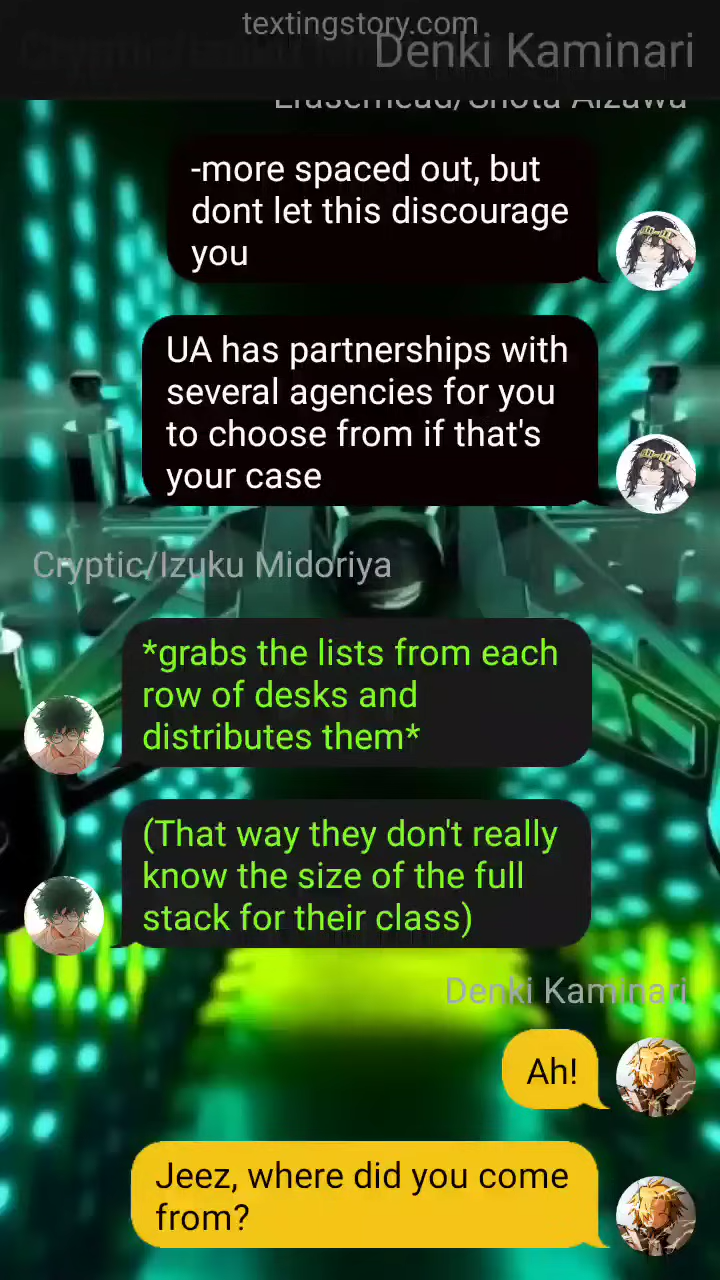 textingstory.com
Denki Kaminari
Eraserhead/Shota Aizawa
-more spaced out, but
dont let this discourage
you
UA has partnerships with
several agencies for you
to choose from if that's
your case
Cryptic/Izuku Midoriya
*grabs the lists from each
row of desks and
distributes them*
(That way they don't really
know the size of the full
stack for their class)
Denki Kaminari
Ah!
Jeez, where did you come
from?